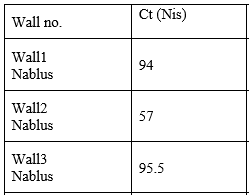 Wall no.
Ct (Nis)
Wall1
Nablus
94
Wall2
Nablus
57
Wall3
Nablus
95.5